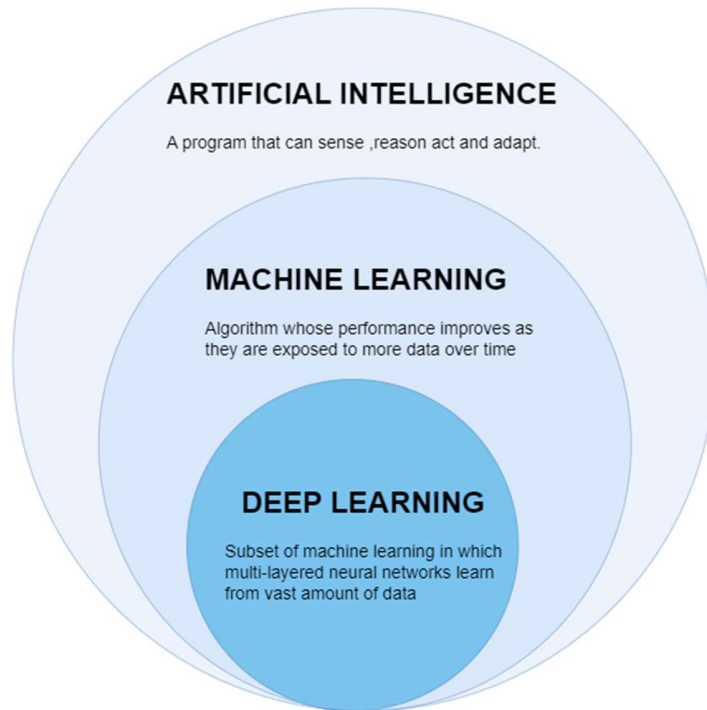 ARTIFICIAL INTELLIGENCE
A program that can sense ,reason act and adapt.
MACHINE LEARNING
Algorithm whose performance improves as
they are exposed to more data over time
DEEP LEARNING
Subset of machine learning in which
multi-layered neural networks learn
from vast amount of data